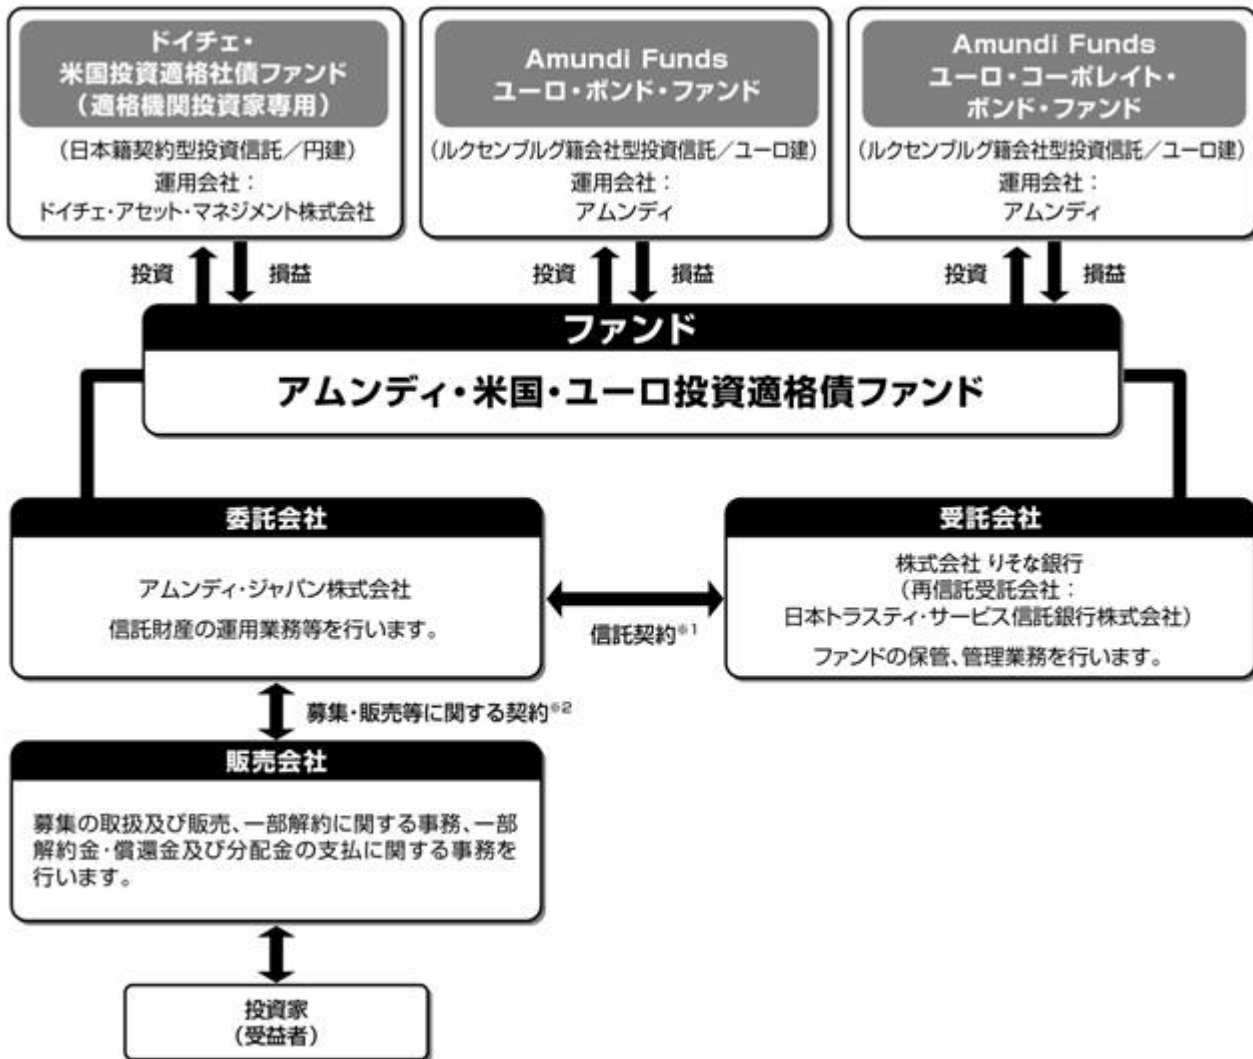 ドイチェ・
米国投資適格社債ファンド
（適格機関投資家専用）
（日本籍契約型投資信託／円建）
運用会社：
ドイチェ・アセット・マネジメント株式会社
Amundi Funds
ユーロ・ボンド・ファンド
（ルクセンブルグ籍会社型投資信託／ユーロ建）
運用会社：
アムンディ
Amundi Funds
ユーロ・コーポレイト・
ボンド・ファンド
（ルクセンブルグ籍会社型投資信託／ユーロ建）
運用会社：
アムンディ
投資 損益
投資 損益
投資 損益
ファンド
アムンディ・米国・ユーロ投資適格債ファンド
委託会社
アムンディ・ジャパン株式会社
信託財産の運用業務等を行います。
信託契約※1
受託会社
株式会社 りそな銀行
（再信託受託会社：
日本トラスティ・サービス信託銀行株式会社）
ファンドの保管、管理業務を行います。
募集・販売等に関する契約※2
販売会社
募集の取扱及び販売、一部解約に関する事務、一部
解約金・償還金及び分配金の支払に関する事務を
行います。
投資家
（受益者）